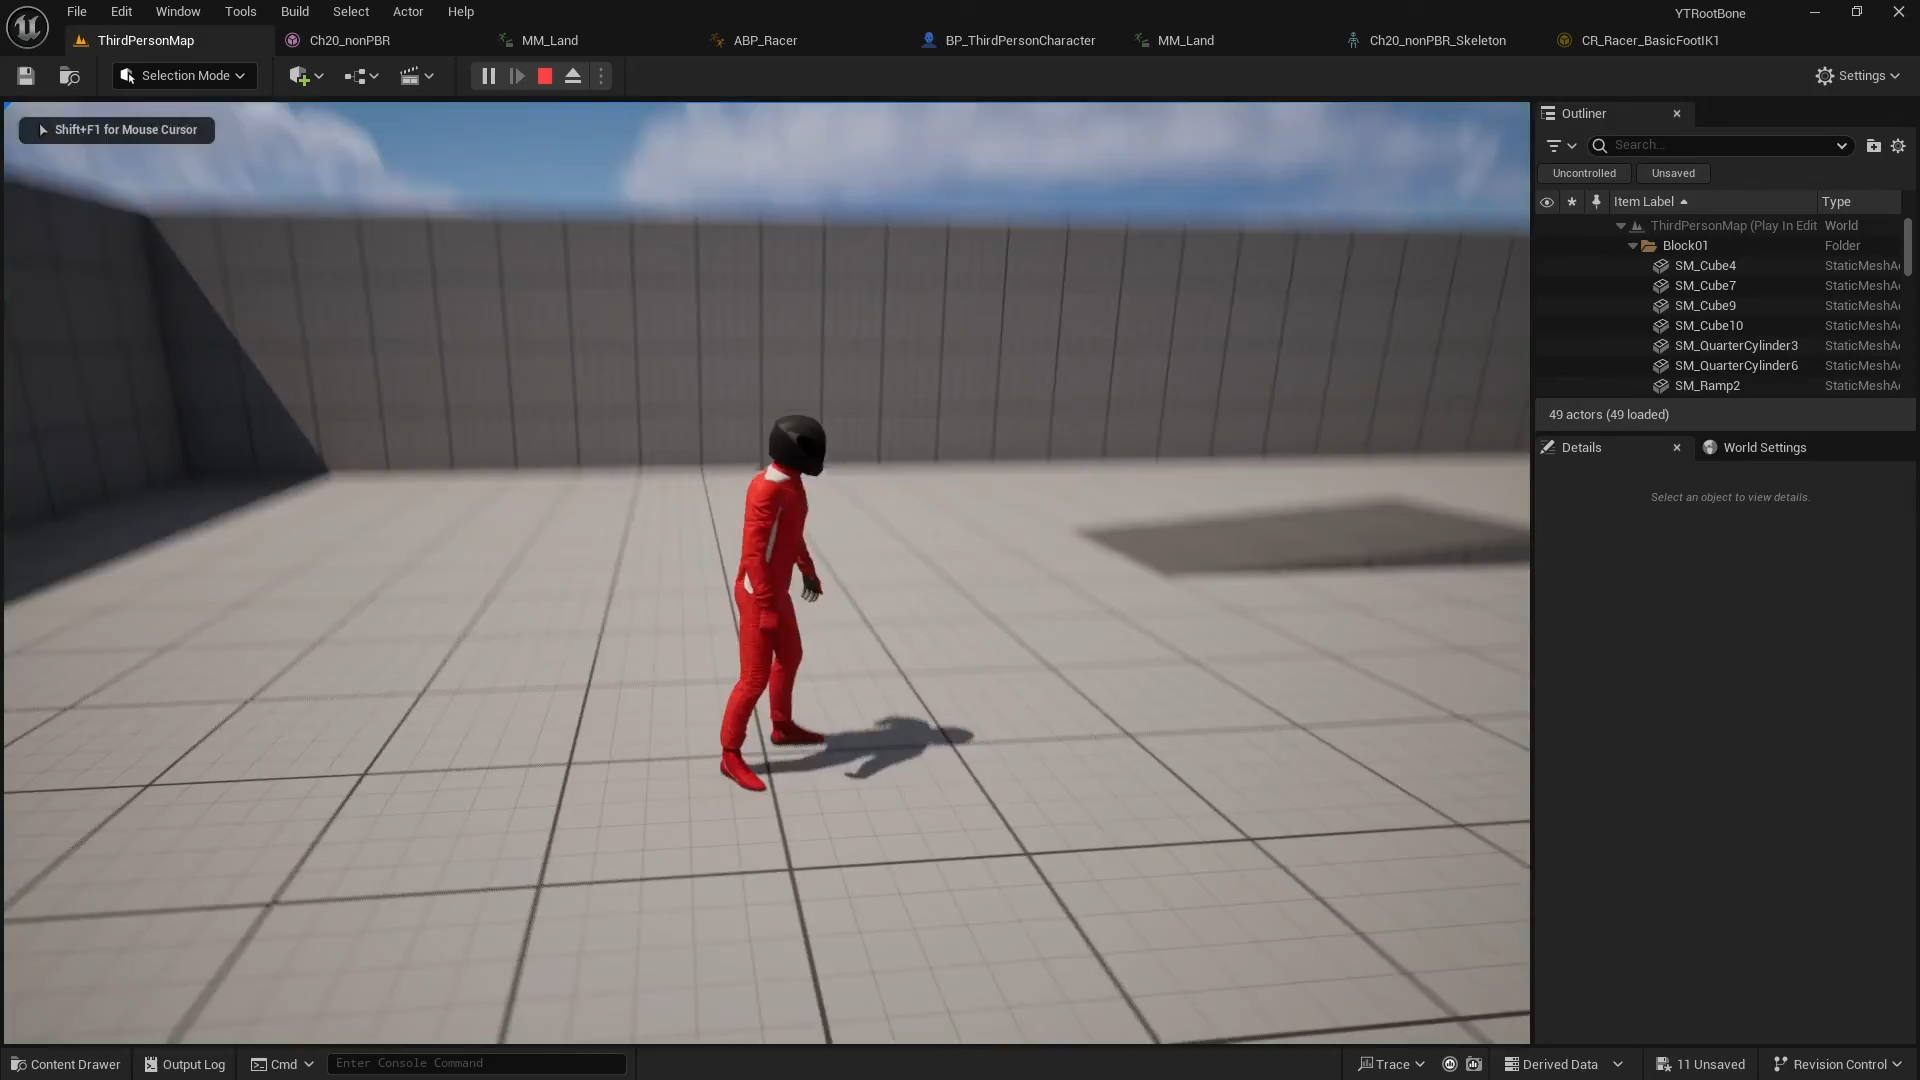 File Edit Window Tools Build Select Actor Help
YTRootBone
ThirdPersonMap
Ch20_nonPBR
MM_Land
ABP_Racer
BP_ThirdPersonCharacter
MM_Land
Ch20_nonPBR_Skeleton
CR_Racer_BasicFootIK1
Selection Mode
Settings
Shift+F1 for Mouse Cursor
Outliner
Search...
Uncontrolled Unsaved
Item Label Type
ThirdPersonMap (Play In Edit World
Block01 Folder
SM_Cube4 StaticMeshA
SM_Cube7 StaticMeshA
SM_Cube9 StaticMeshA
SM_Cube10 StaticMeshA
SM_QuarterCylinder3 StaticMeshA
SM_QuarterCylinder6 StaticMeshA
SM_Ramp2 StaticMeshA
49 actors (49 loaded)
Details World Settings
Select an object to view details.
Content Drawer Output Log Cmd Enter Console Command
Trace Derived Data 11 Unsaved Revision Control